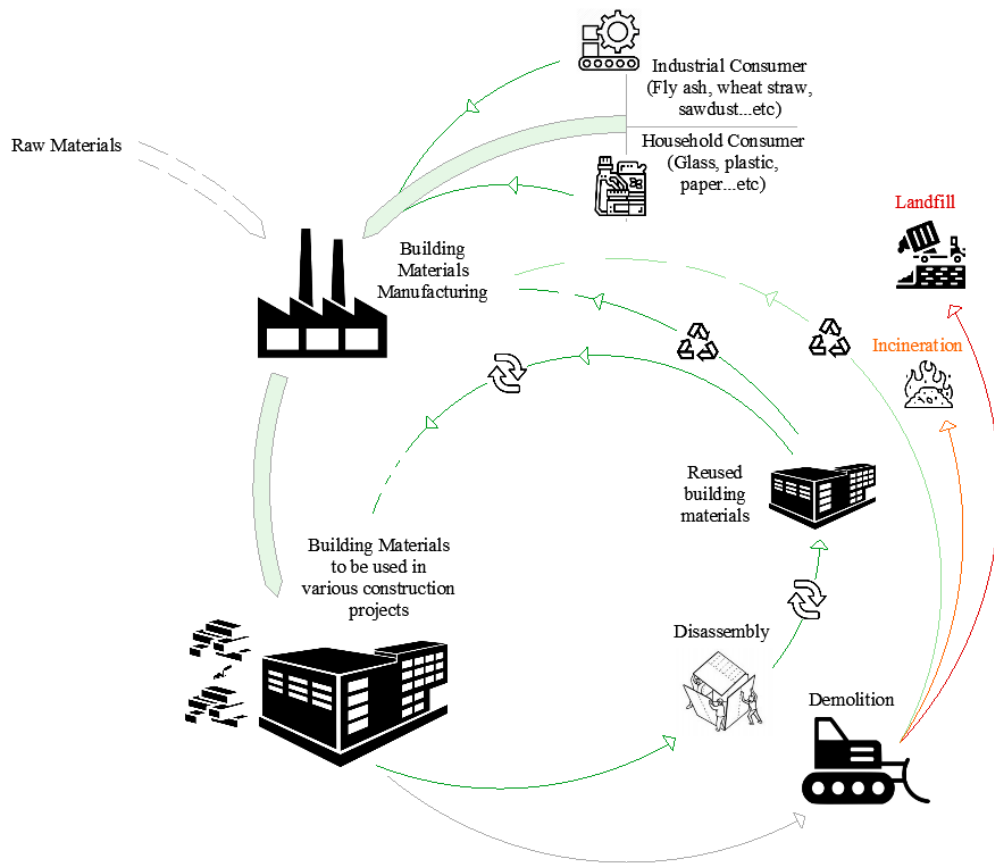 Industrial Consumer
(Fly ash, wheat straw,
sawdust...etc)
Household Consumer
(Glass, plastic,
paper...etc)
Raw Materials
Landfill
Building
Materials
Manufacturing
Incineration
Reused
building
materials
Building Materials
to be used in
various construction
projects
Disassembly
Demolition